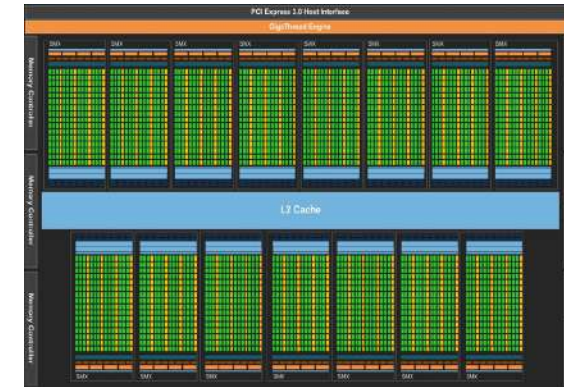 PCI Express 3.0 Host Interface
GigaThread Engine
SMX SMX SMX SMX SMX SMX SMX SMX
Memory Controller
Memory Controller
Memory Controller
L2 Cache
SMX SMX SMX SMX SMX SMX SMX